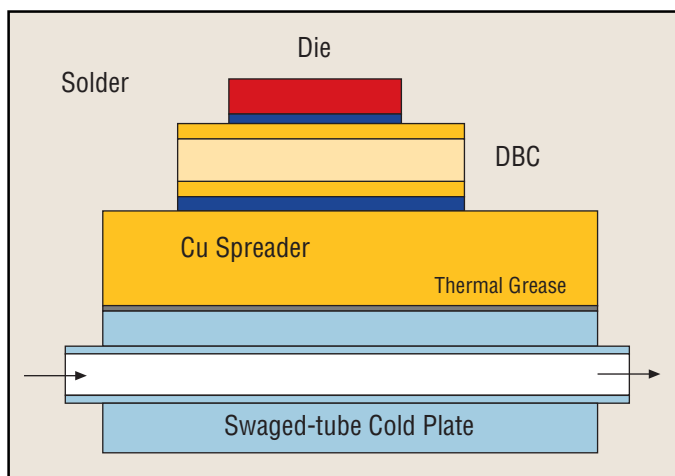 Die
Solder
DBC
Cu Spreader
Thermal Grease
Swaged-tube Cold Plate